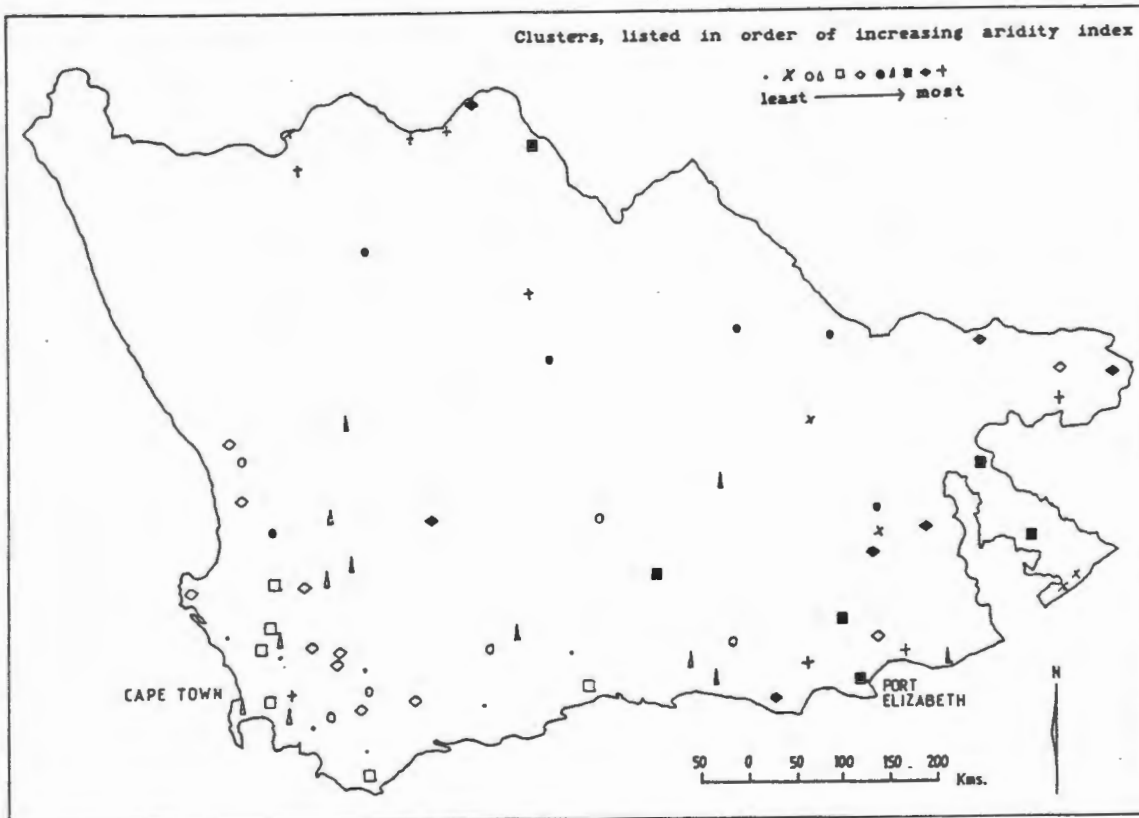 Clusters, listed in order of increasing aridity index
least most
CAPE TOWN
PORT
ELIZABETH
N
50 0 50 100 150 200
Kms.